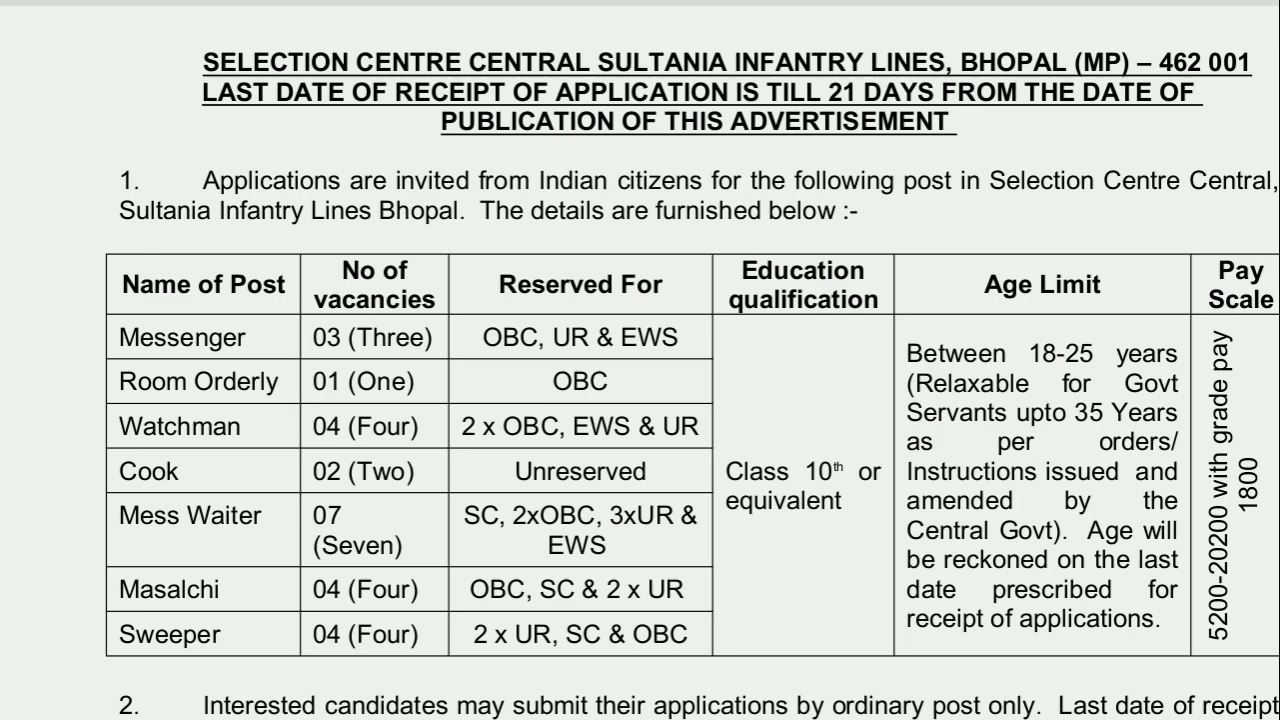 SELECTION CENTRE CENTRAL SULTANIA INFANTRY LINES, BHOPAL (MP) – 462 001
LAST DATE OF RECEIPT OF APPLICATION IS TILL 21 DAYS FROM THE DATE OF
PUBLICATION OF THIS ADVERTISEMENT
1. Applications are invited from Indian citizens for the following post in Selection Centre Central,
Sultania Infantry Lines Bhopal. The details are furnished below :-
Name of Post
No of
vacancies
Reserved For
Education
qualification
Age Limit
Pay
Scale
Messenger
03 (Three)
OBC, UR & EWS
Room Orderly
01 (One)
OBC
Watchman
04 (Four)
2 x OBC, EWS & UR
Cook
02 (Two)
Unreserved
Mess Waiter
07
(Seven)
SC, 2xOBC, 3xUR &
EWS
Masalchi
04 (Four)
OBC, SC & 2 x UR
Sweeper
04 (Four)
2 x UR, SC & OBC
Class 10th or
equivalent
Between 18-25 years
(Relaxable for Govt
Servants upto 35 Years
as per orders/
Instructions issued and
amended by the
Central Govt). Age will
be reckoned on the last
date prescribed for
receipt of applications.
5200-20200 with grade pay
1800
2. Interested candidates may submit their applications by ordinary post only. Last date of receipt